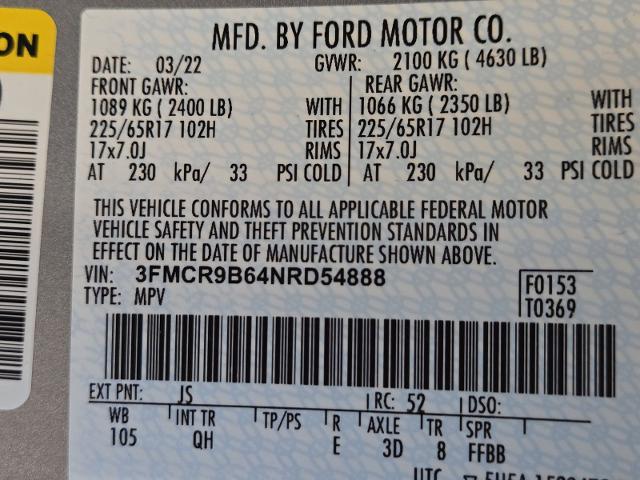 ON
MFD. BY FORD MOTOR CO.
DATE: 03/22 GVWR: 2100 KG ( 4630 LB)
FRONT GAWR: REAR GAWR:
1089 KG ( 2400 LB) WITH 1066 KG ( 2350 LB) WITH
225/65R17 102H TIRES 225/65R17 102H TIRES
17x7.0J RIMS 17x7.0J RIMS
AT 230 kPa/ 33 PSI COLD AT 230 kPa/ 33 PSI COLD
THIS VEHICLE CONFORMS TO ALL APPLICABLE FEDERAL MOTOR
VEHICLE SAFETY AND THEFT PREVENTION STANDARDS IN
EFFECT ON THE DATE OF MANUFACTURE SHOWN ABOVE.
VIN: 3FMCR9B64NRD54888 F0153
TYPE: MPV T0369
EXT PNT: JS RC: 52 DSO:
WB INT TR TP/PS R AXLE TR SPR
105 QH E 3D 8 FFBB
UTC